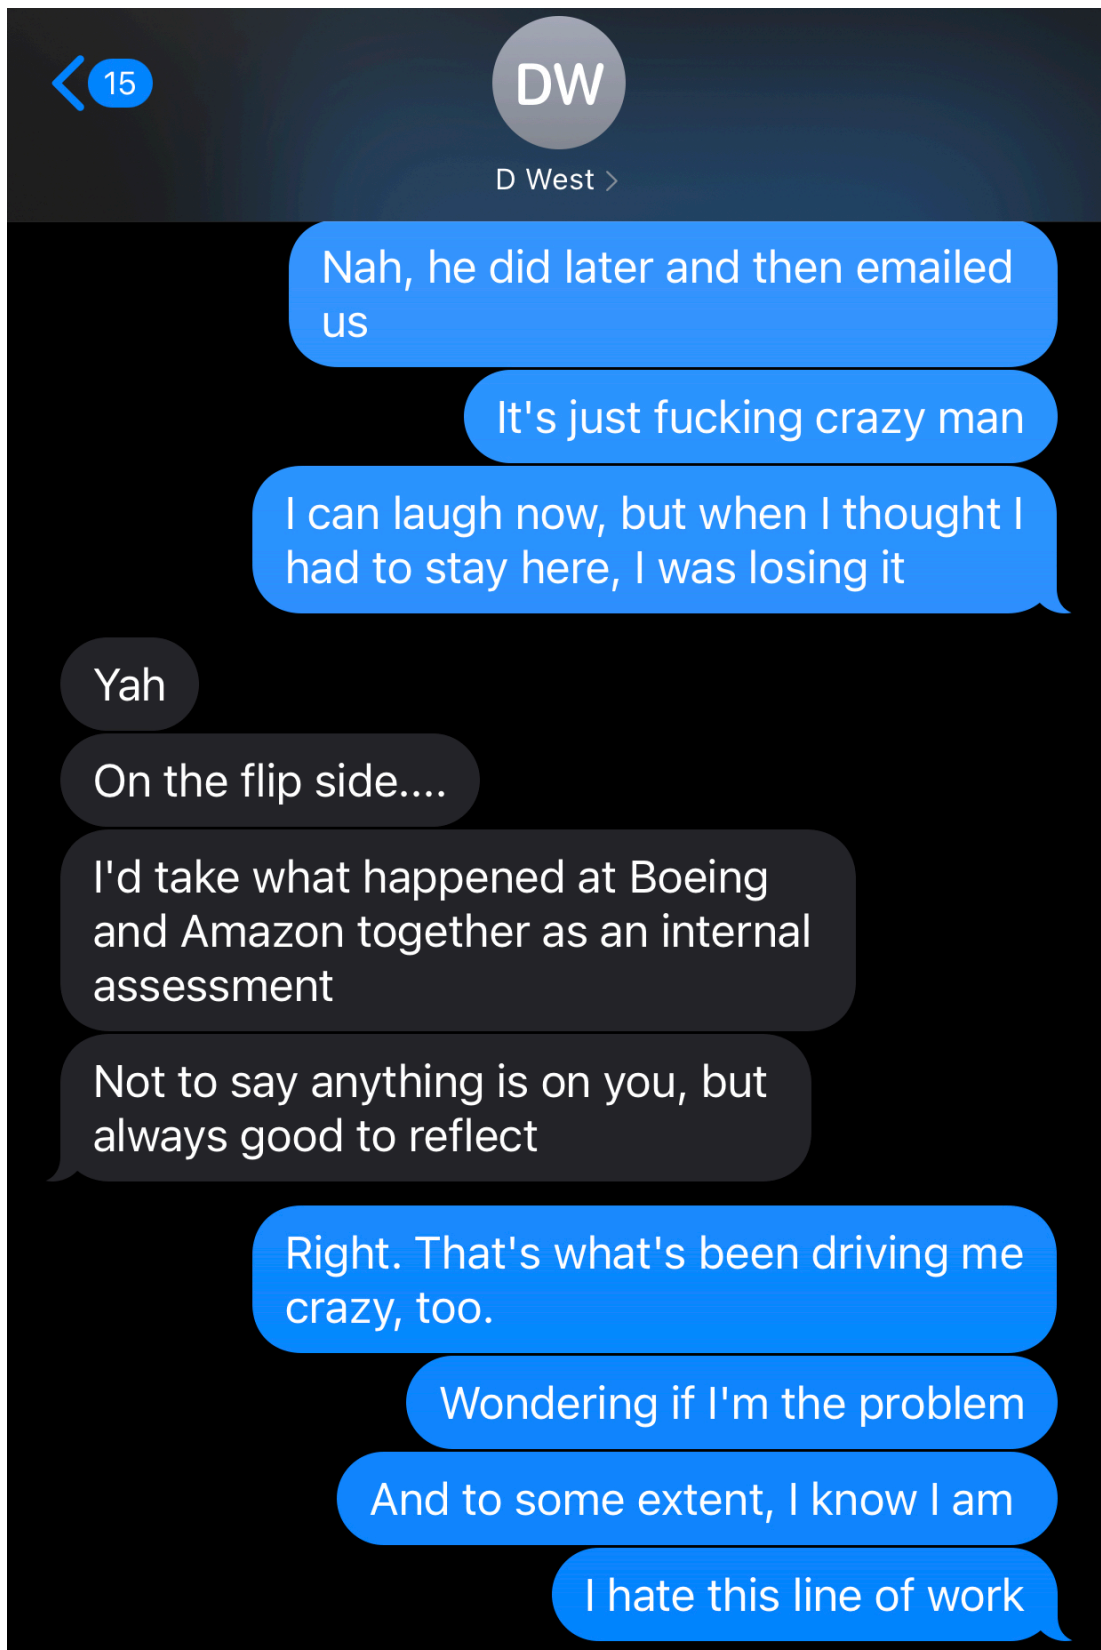 15
DW
D West
Nah, he did later and then emailed
us
It's just fucking crazy man
I can laugh now, but when I thought I
had to stay here, I was losing it
Yah
On the flip side....
I'd take what happened at Boeing
and Amazon together as an internal
assessment
Not to say anything is on you, but
always good to reflect
Right. That's what's been driving me
crazy, too.
Wondering if I'm the problem
And to some extent, I know I am
I hate this line of work